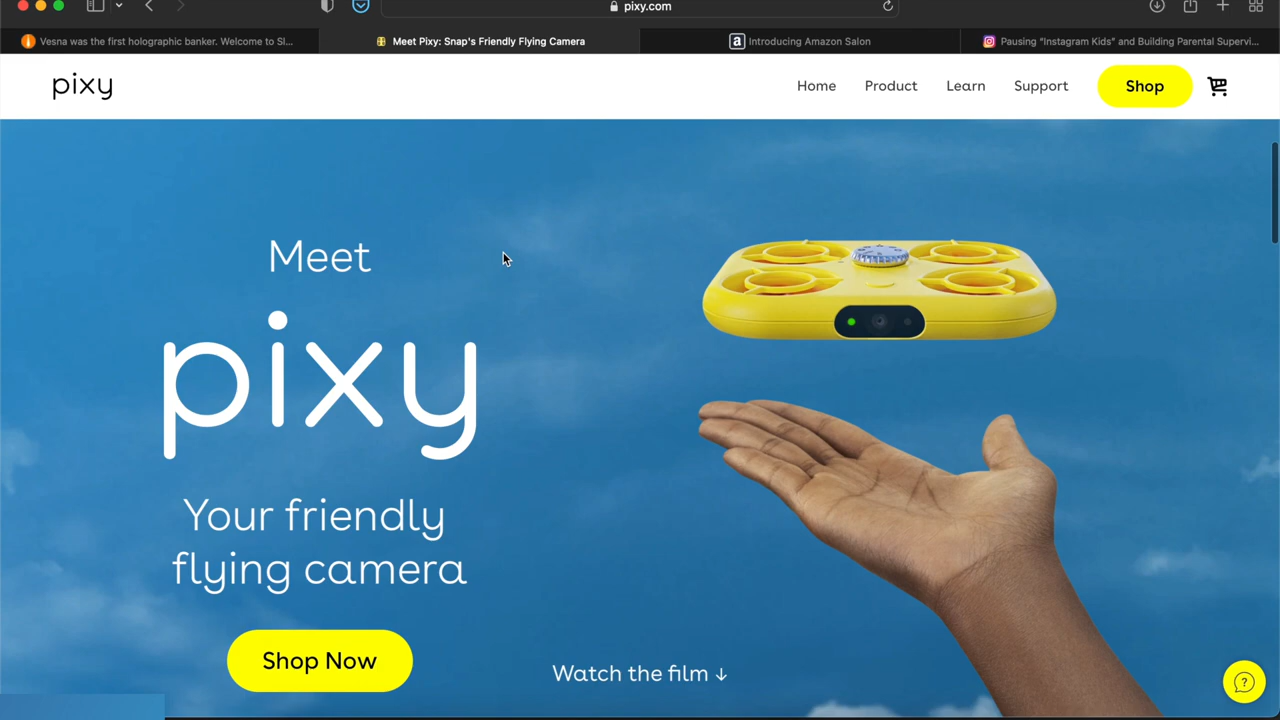 pixy.com
Vesna was the first holographic banker. Welcome to Sl...
Meet Pixy: Snap's Friendly Flying Camera
a Introducing Amazon Salon
Pausing “Instagram Kids” and Building Parental Supervi...
pixy
Home Product Learn Support Shop
Meet
pixy
Your friendly
flying camera
Shop Now
Watch the film ↓
?